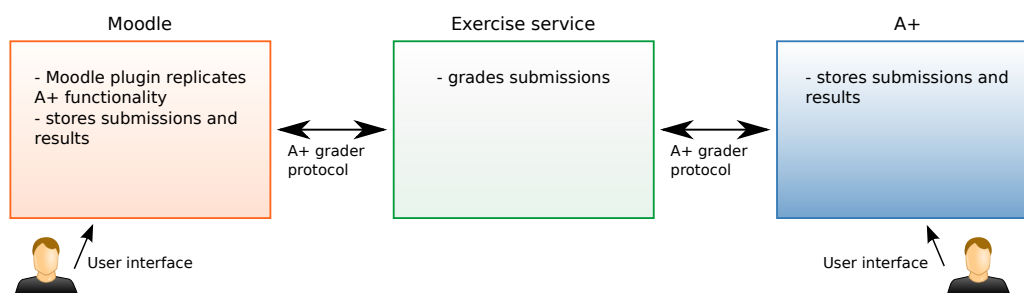 Moodle
Exercise service
A+
- Moodle plugin replicates
A+ functionality
- stores submissions and
results
- grades submissions
- stores submissions and
results
A+ grader
protocol
A+ grader
protocol
User interface
User interface